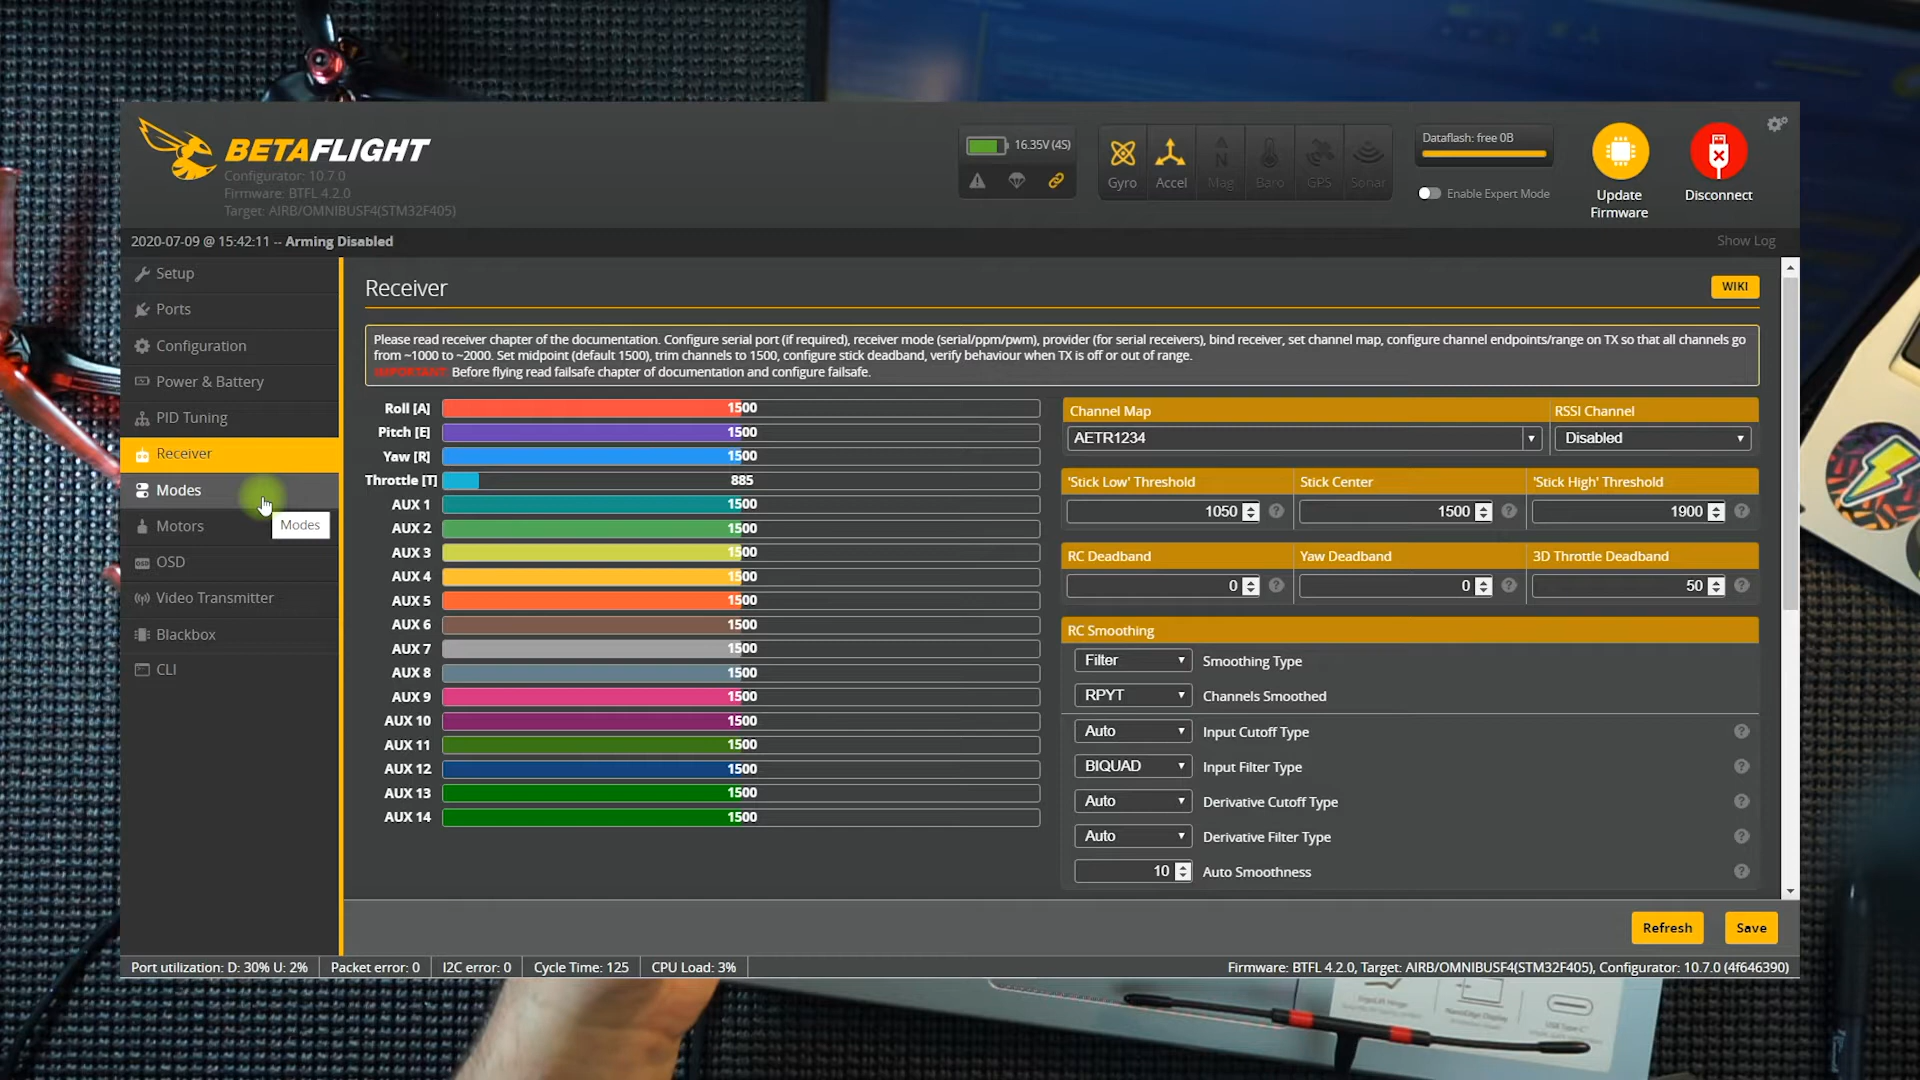 BETAFLIGHT
Configurator: 10.7.0
Firmware: BTFL 4.2.0
Target: AIRB/OMNIBUSF4(STM32F405)
16.35V (4S)
Gyro
Accel
Mag
Baro
GPS
Sonar
Dataflash: free 0B
Enable Expert Mode
Update
Firmware
Disconnect
2020-07-09 @ 15:42:11 -- Arming Disabled
Show Log
Setup
Ports
Configuration
Power & Battery
PID Tuning
Receiver
Modes
Modes
Motors
OSD
OSD
Video Transmitter
Blackbox
CLI
Receiver
WIKI
Please read receiver chapter of the documentation. Configure serial port (if required), receiver mode (serial/ppm/pwm), provider (for serial receivers), bind receiver, set channel map, configure channel endpoints/range on TX so that all channels go
from ~1000 to ~2000. Set midpoint (default 1500), trim channels to 1500, configure stick deadband, verify behaviour when TX is off or out of range.
IMPORTANT: Before flying read failsafe chapter of documentation and configure failsafe.
Roll [A] 1500
Pitch [E] 1500
Yaw [R] 1500
Throttle [T] 885
AUX 1 1500
AUX 2 1500
AUX 3 1500
AUX 4 1500
AUX 5 1500
AUX 6 1500
AUX 7 1500
AUX 8 1500
AUX 9 1500
AUX 10 1500
AUX 11 1500
AUX 12 1500
AUX 13 1500
AUX 14 1500
Channel Map
AETR1234
RSSI Channel
Disabled
'Stick Low' Threshold
1050
Stick Center
1500
'Stick High' Threshold
1900
RC Deadband
0
Yaw Deadband
0
3D Throttle Deadband
50
RC Smoothing
Filter Smoothing Type
RPYT Channels Smoothed
Auto Input Cutoff Type
BIQUAD Input Filter Type
Auto Derivative Cutoff Type
Auto Derivative Filter Type
10 Auto Smoothness
Refresh
Save
Port utilization: D: 30% U: 2%
Packet error: 0
I2C error: 0
Cycle Time: 125
CPU Load: 3%
Firmware: BTFL 4.2.0, Target: AIRB/OMNIBUSF4(STM32F405), Configurator: 10.7.0 (4f646390)
ErgoLift Hinge
NanoEdge Display
USB Type-C